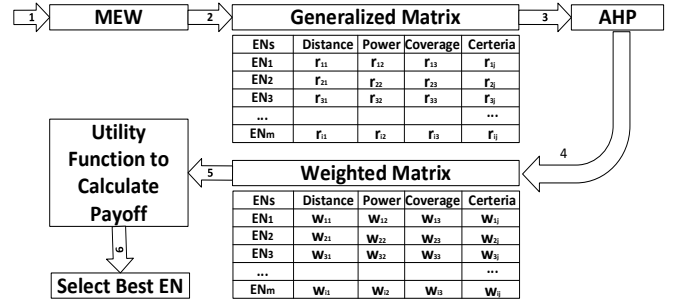 1 MEW 2 Generalized Matrix 3 AHP
ENs Distance Power Coverage Certeria
EN1 r11 r12 r13 r1j
EN2 r21 r22 r23 r2j
EN3 r31 r32 r33 r3j
... ...
ENm ri1 ri2 ri3 rij
4
Utility
Function to
Calculate
Payoff
5 Weighted Matrix
ENs Distance Power Coverage Certeria
EN1 w11 w12 w13 w1j
EN2 w21 w22 w23 w2j
EN3 w31 w32 w33 w3j
... ...
ENm wi1 wi2 wi3 wij
6
Select Best EN